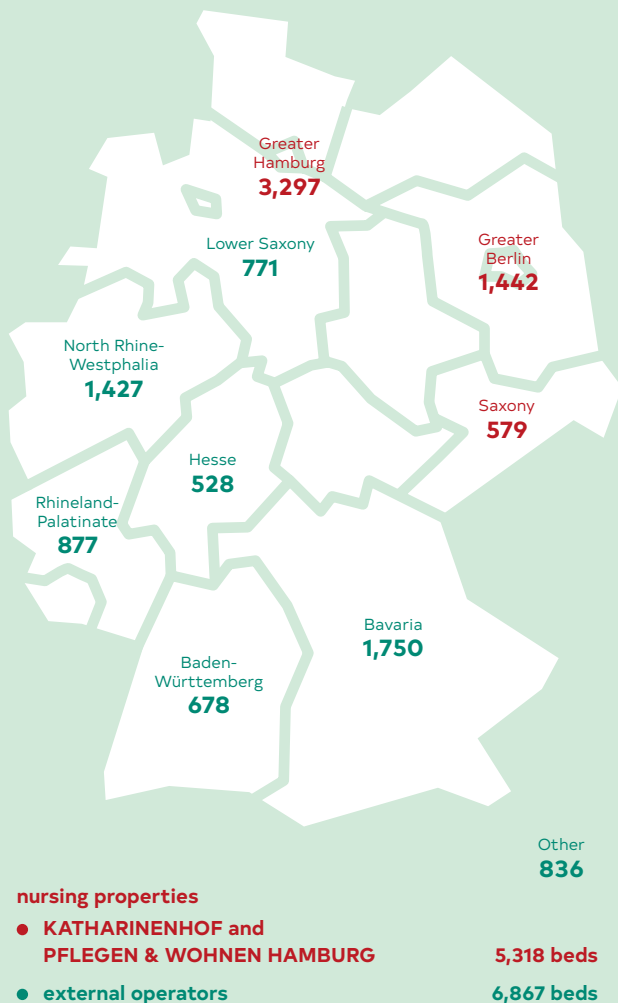 Greater
Hamburg
3,297
Lower Saxony
771
Greater
Berlin
1,442
North Rhine-
Westphalia
1,427
Saxony
579
Hesse
528
Rhineland-
Palatinate
877
Bavaria
1,750
Baden-
Württemberg
678
Other
836
nursing properties
• KATHARINENHOF and
PFLEGEN & WOHNEN HAMBURG 5,318 beds
• external operators 6,867 beds